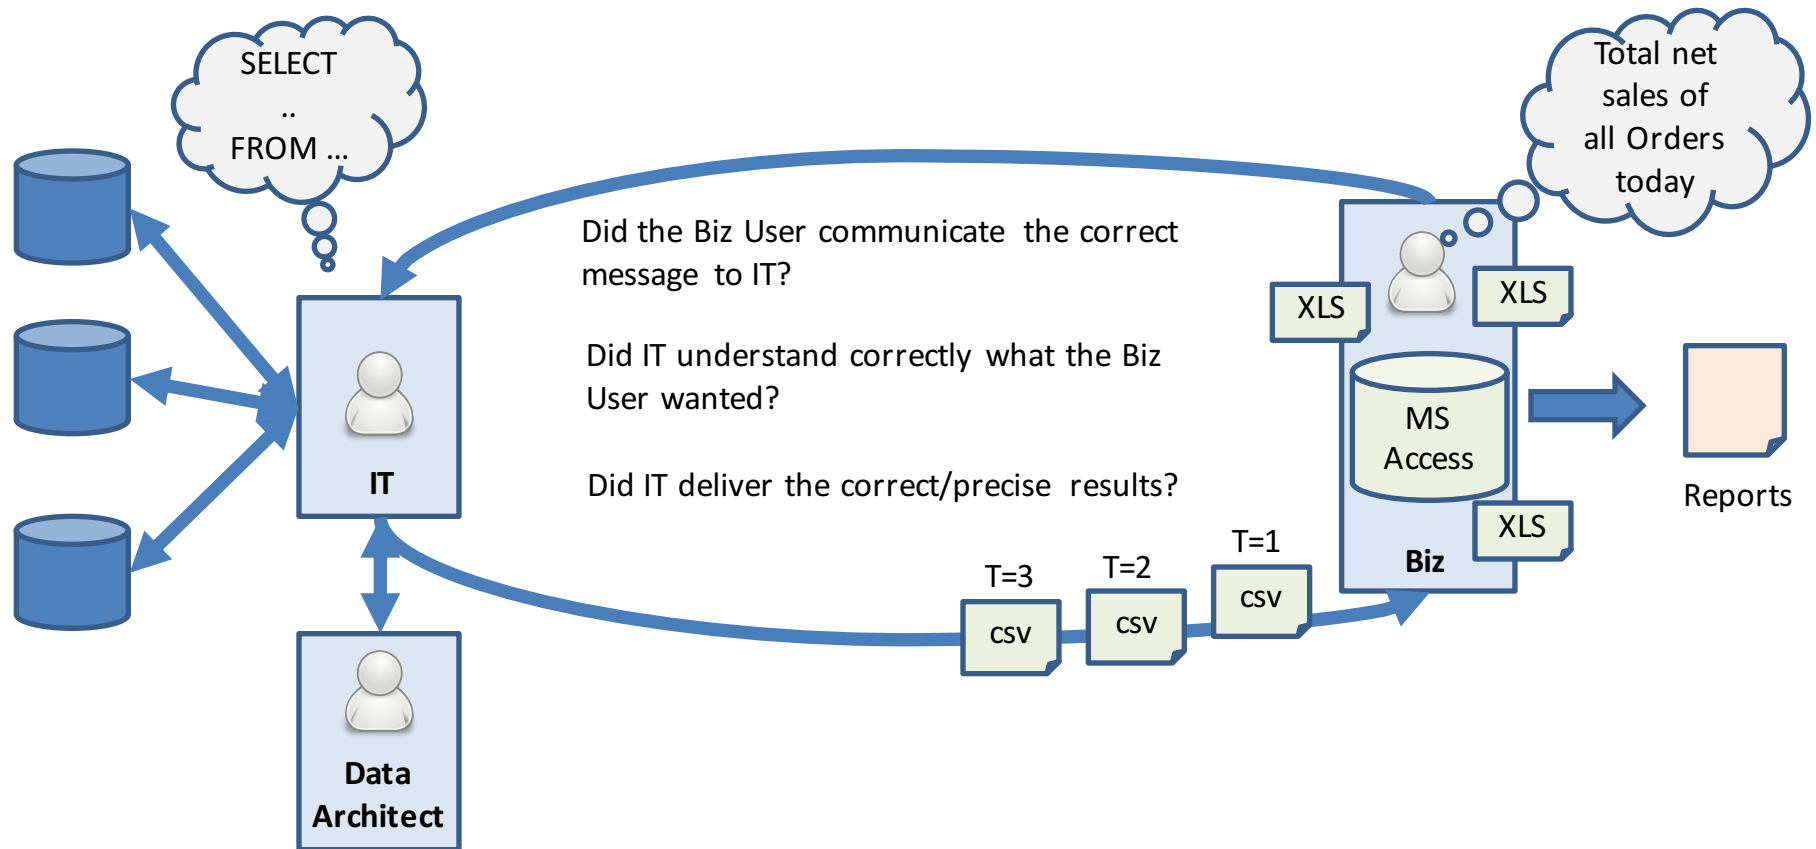 SELECT
..
FROM ...
Total net
sales of
all Orders
today
Did the Biz User communicate the correct
message to IT?
XLS
XLS
Did IT understand correctly what the Biz
User wanted?
MS
Access
IT
Did IT deliver the correct/precise results?
Reports
XLS
Biz
T=3
T=2
T=1
csv
csv
csv
Data
Architect